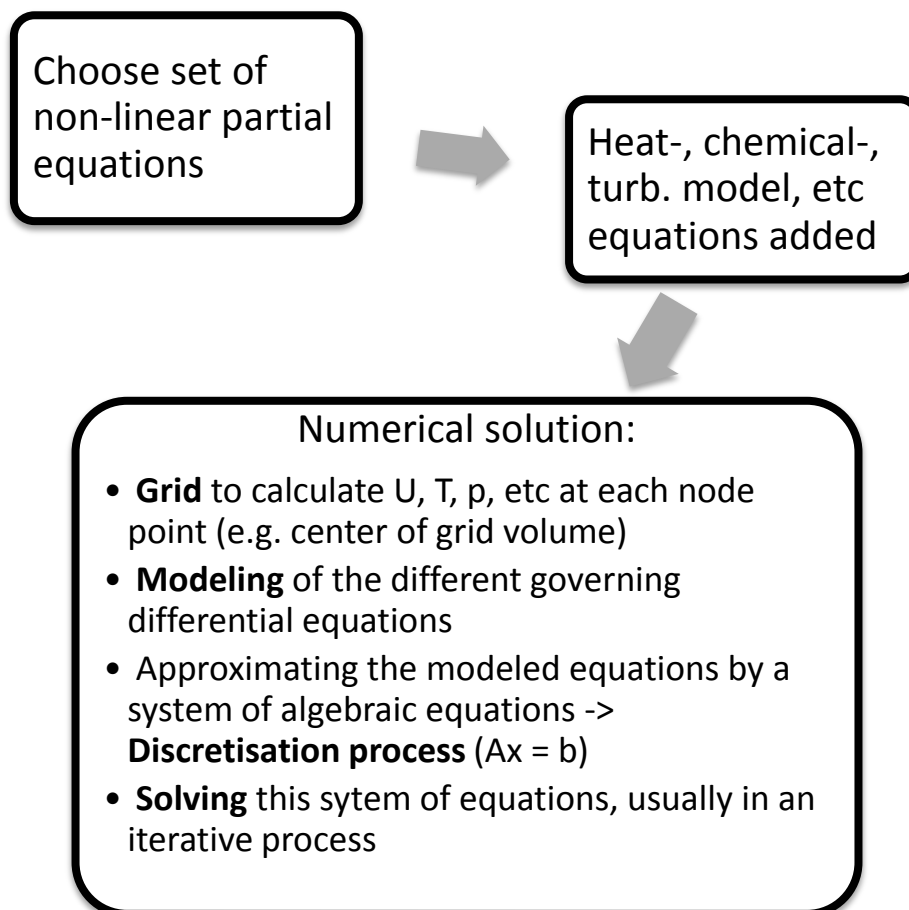 Choose set of
non-linear partial
equations
Heat-, chemical-,
turb. model, etc
equations added
Numerical solution:
• Grid to calculate U, T, p, etc at each node
point (e.g. center of grid volume)
• Modeling of the different governing
differential equations
• Approximating the modeled equations by a
system of algebraic equations ->
Discretisation process (Ax = b)
• Solving this sytem of equations, usually in an
iterative process